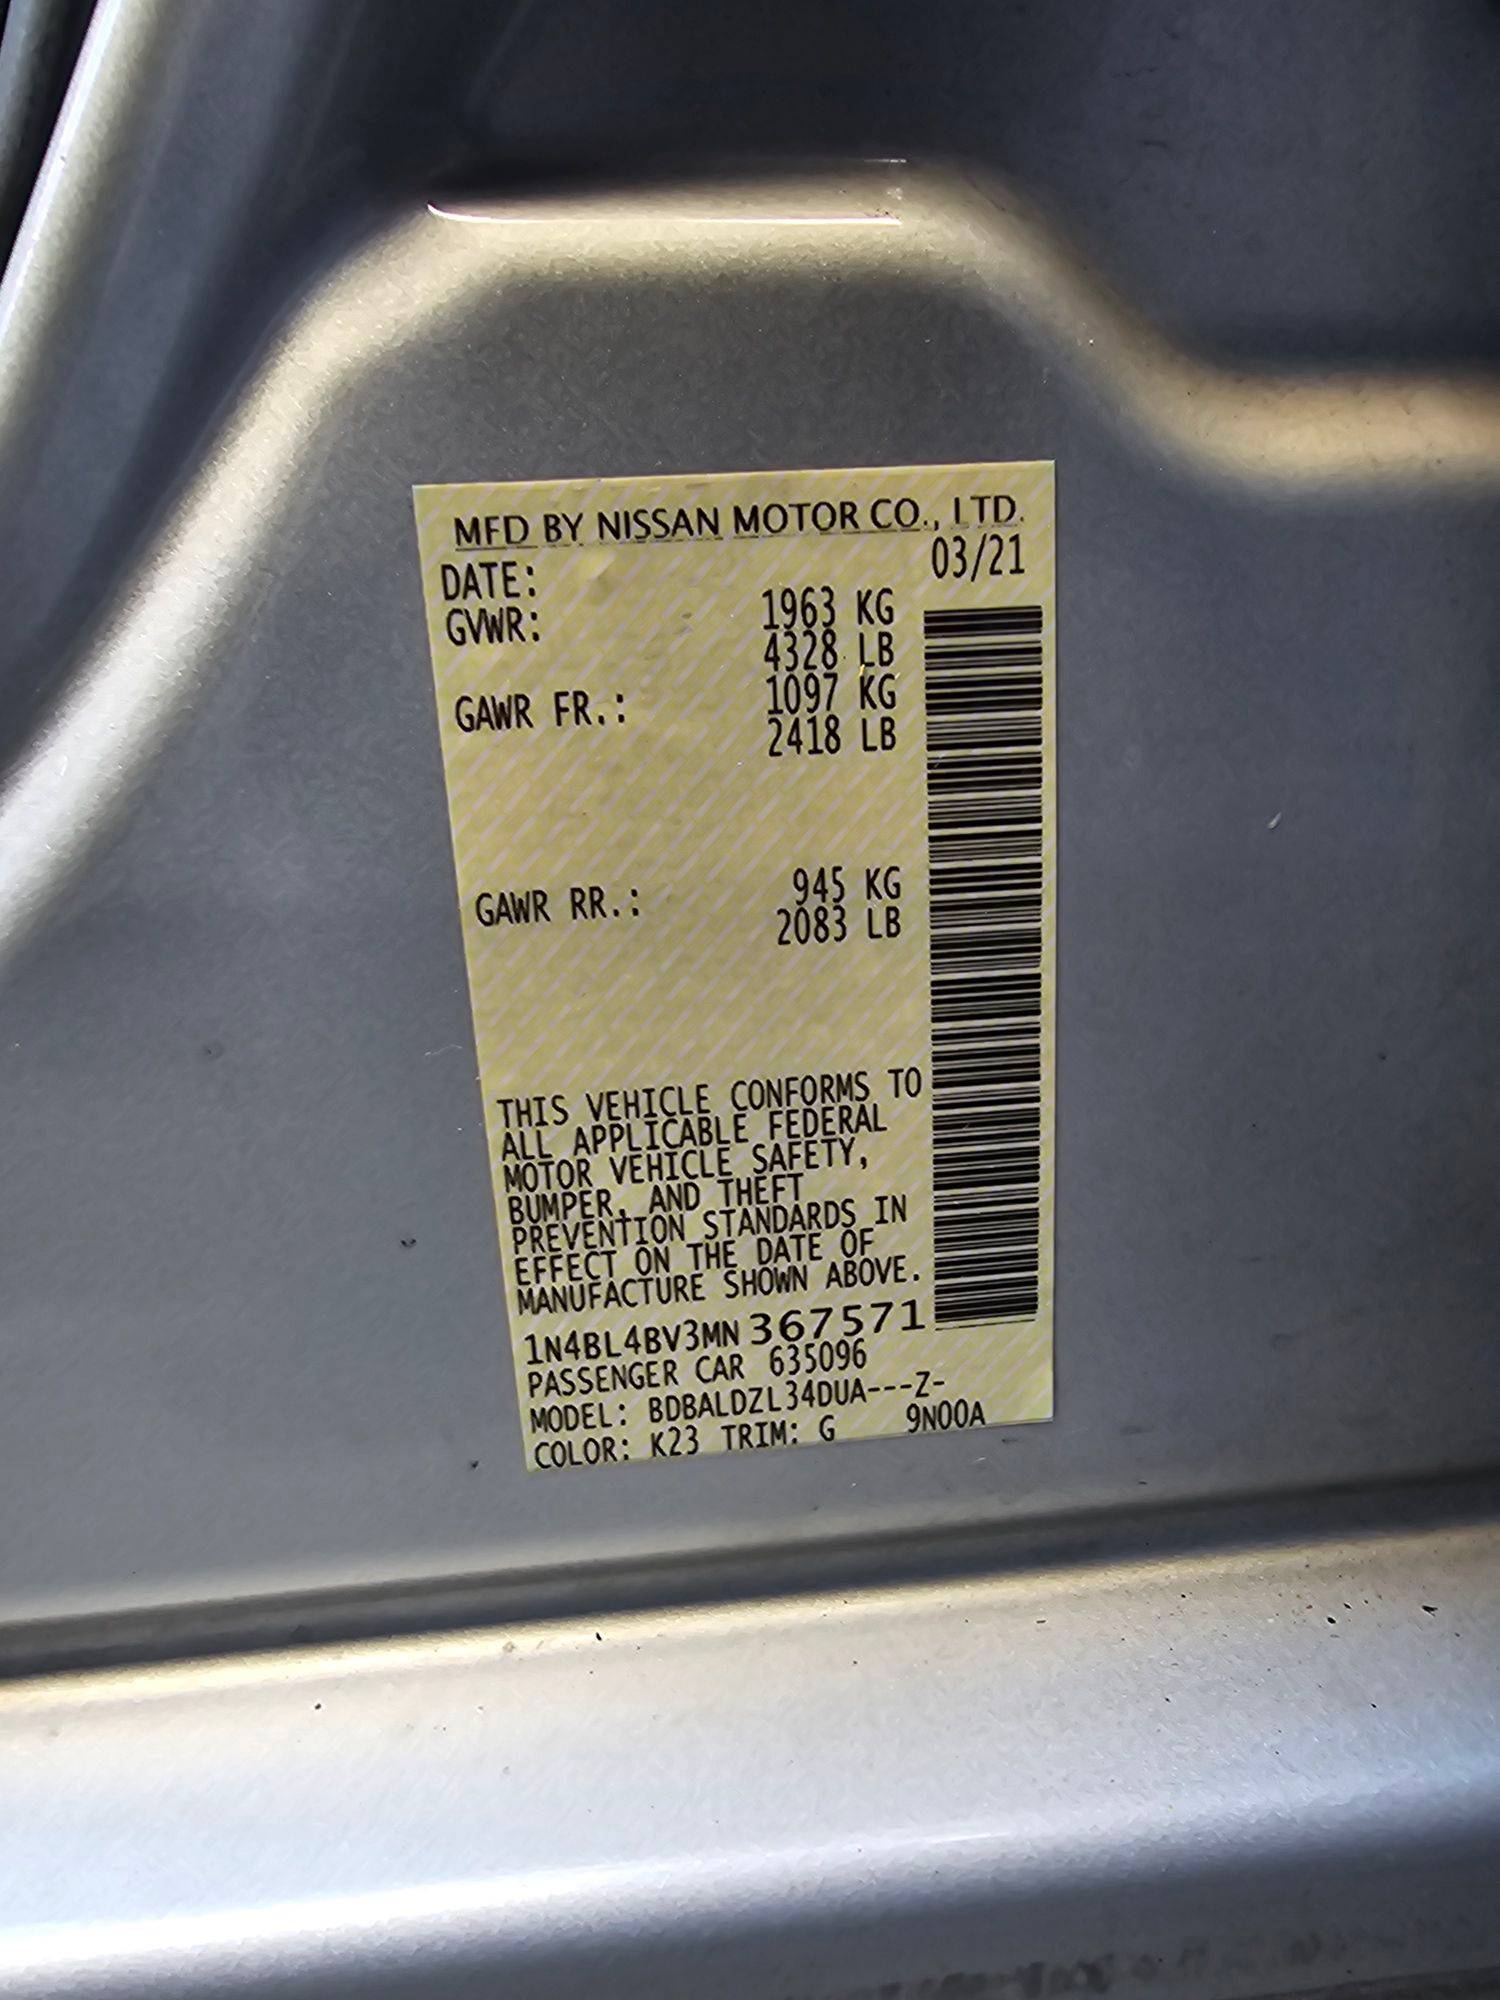 MFD BY NISSAN MOTOR CO., LTD.
DATE: 03/21
GVWR: 1963 KG
4328 LB
GAWR FR.: 1097 KG
2418 LB
GAWR RR.: 945 KG
2083 LB
THIS VEHICLE CONFORMS TO
ALL APPLICABLE FEDERAL
MOTOR VEHICLE SAFETY,
BUMPER, AND THEFT
PREVENTION STANDARDS IN
EFFECT ON THE DATE OF
MANUFACTURE SHOWN ABOVE.
1N4BL4BV3MN367571
PASSENGER CAR 635096
MODEL: BDBALDZL34DUA---Z-
COLOR: K23 TRIM: G 9N00A